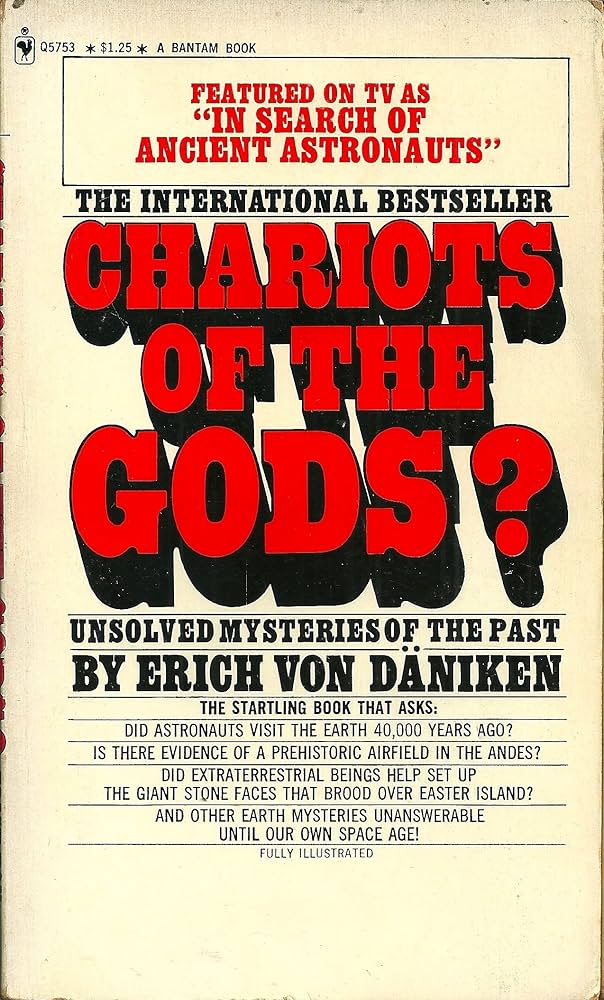 Q5753 * $1.25 * A BANTAM BOOK
FEATURED ON TV AS
“IN SEARCH OF
ANCIENT ASTRONAUTS”
THE INTERNATIONAL BESTSELLER
CHARIOTS
OF THE
GODS?
UNSOLVED MYSTERIES OF THE PAST
BY ERICH VON DÄNIKEN
THE STARTLING BOOK THAT ASKS:
DID ASTRONAUTS VISIT THE EARTH 40,000 YEARS AGO?
IS THERE EVIDENCE OF A PREHISTORIC AIRFIELD IN THE ANDES?
DID EXTRATERRESTRIAL BEINGS HELP SET UP
THE GIANT STONE FACES THAT BROOD OVER EASTER ISLAND?
AND OTHER EARTH MYSTERIES UNANSWERABLE
UNTIL OUR OWN SPACE AGE!
FULLY ILLUSTRATED